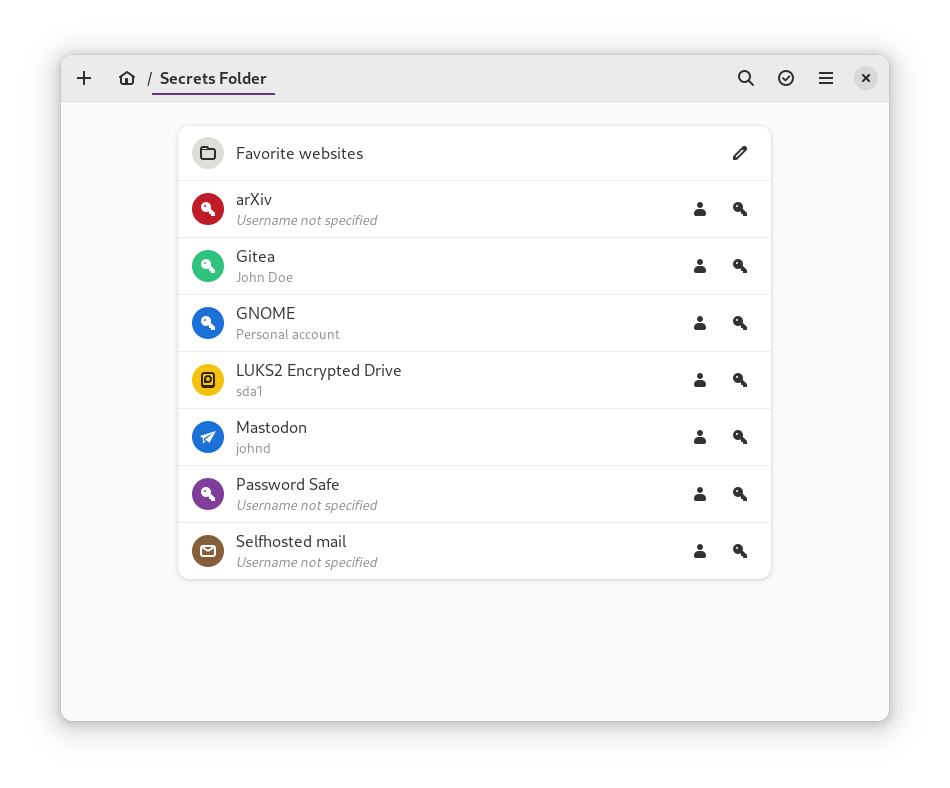 / Secrets Folder
Favorite websites
arXiv
Username not specified
Gitea
John Doe
GNOME
Personal account
LUKS2 Encrypted Drive
sda1
Mastodon
johnd
Password Safe
Username not specified
Selfhosted mail
Username not specified